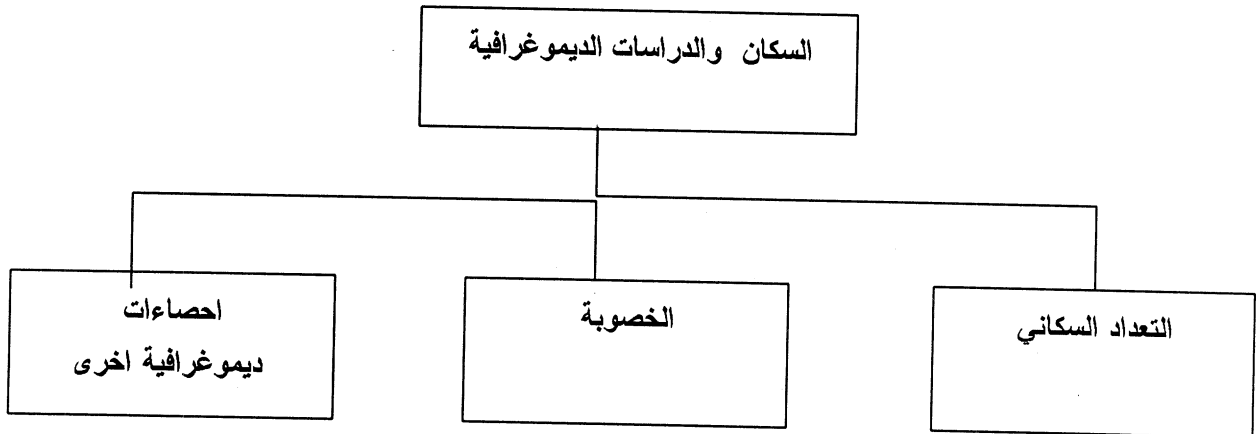 السكان والدراسات الديموغرافية
التعداد السكاني
الخصوبة
احصاءات
ديموغرافية اخرى